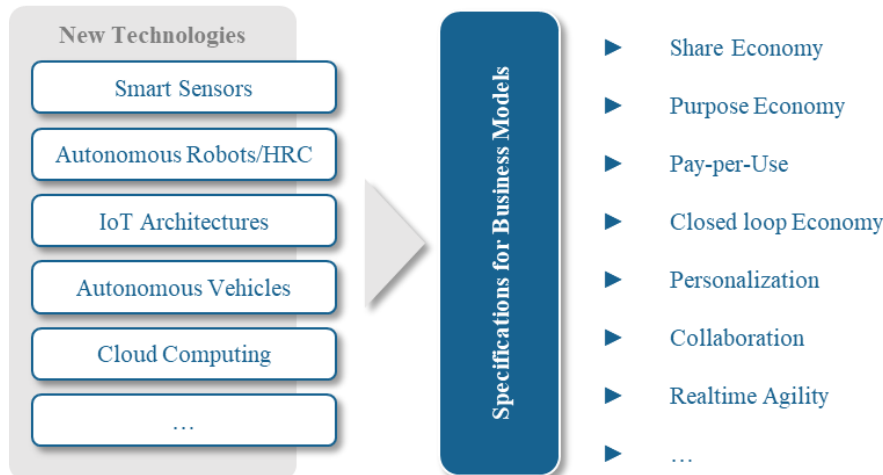 New Technologies
Smart Sensors
Autonomous Robots/HRC
IoT Architectures
Autonomous Vehicles
Cloud Computing
…
Specifications for Business Models
Share Economy
Purpose Economy
Pay-per-Use
Closed loop Economy
Personalization
Collaboration
Realtime Agility
…